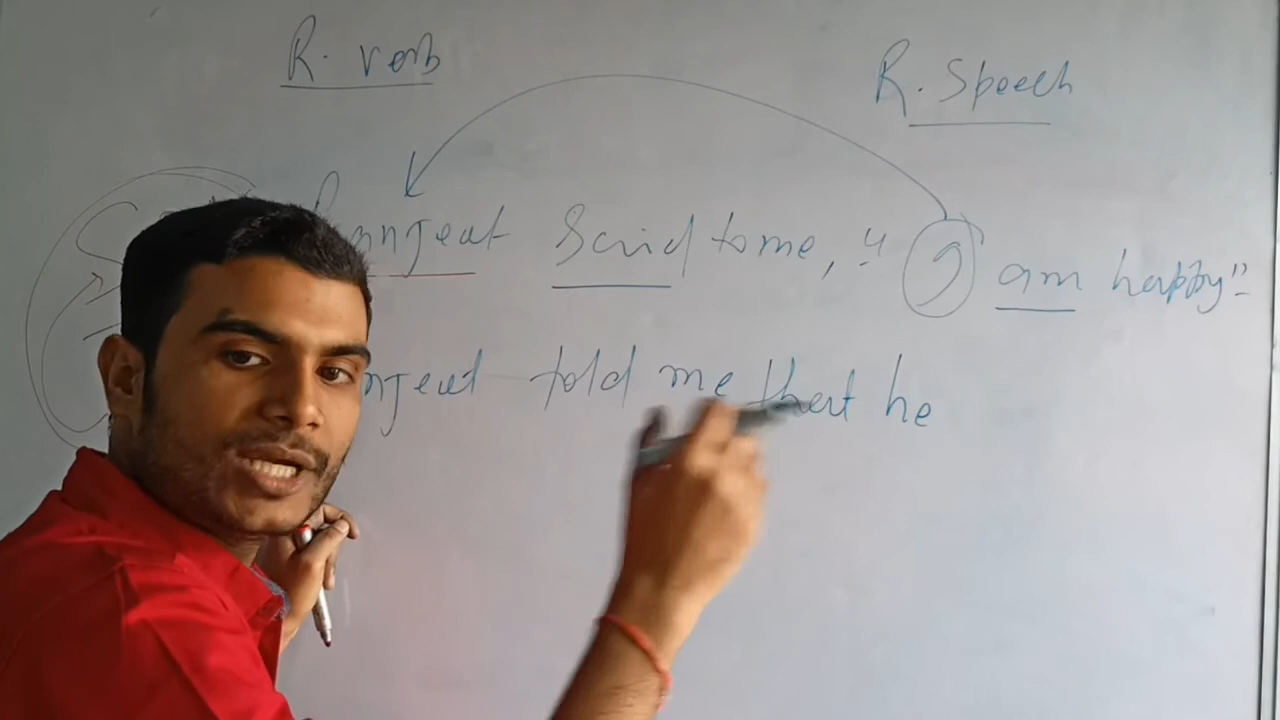 R. verb
R. Speech
said to me, " I am happy"
told me that he